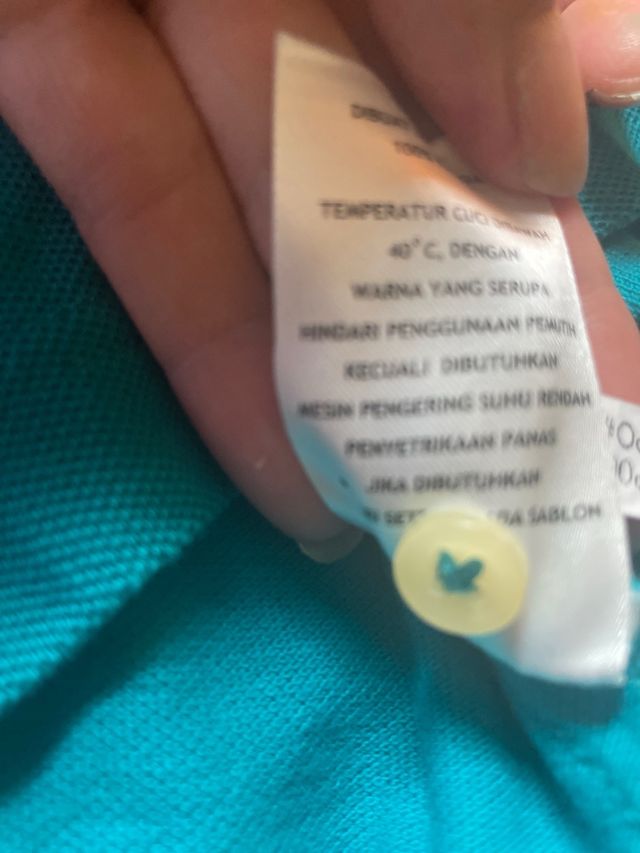 TEMPERATUR CUCI
40°C, DENGAN
WARNA YANG SERUPA
HINDARI PENGGUNAAN PEMUTIH
KECUALI DIBUTUHKAN
MESIN PENGERING SUHU RENDAH
PENYETRIKAAN PANAS
JIKA DIBUTUHKAN
SABLON